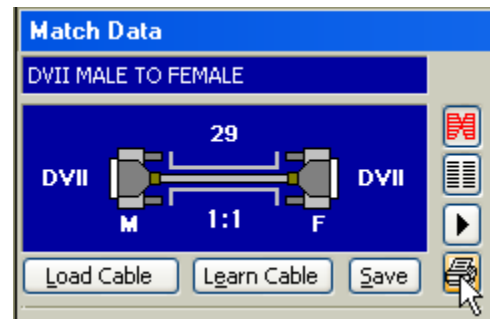 Match Data
DVII MALE TO FEMALE
29
DVII DVII
M 1:1 F
Load Cable Learn Cable Save